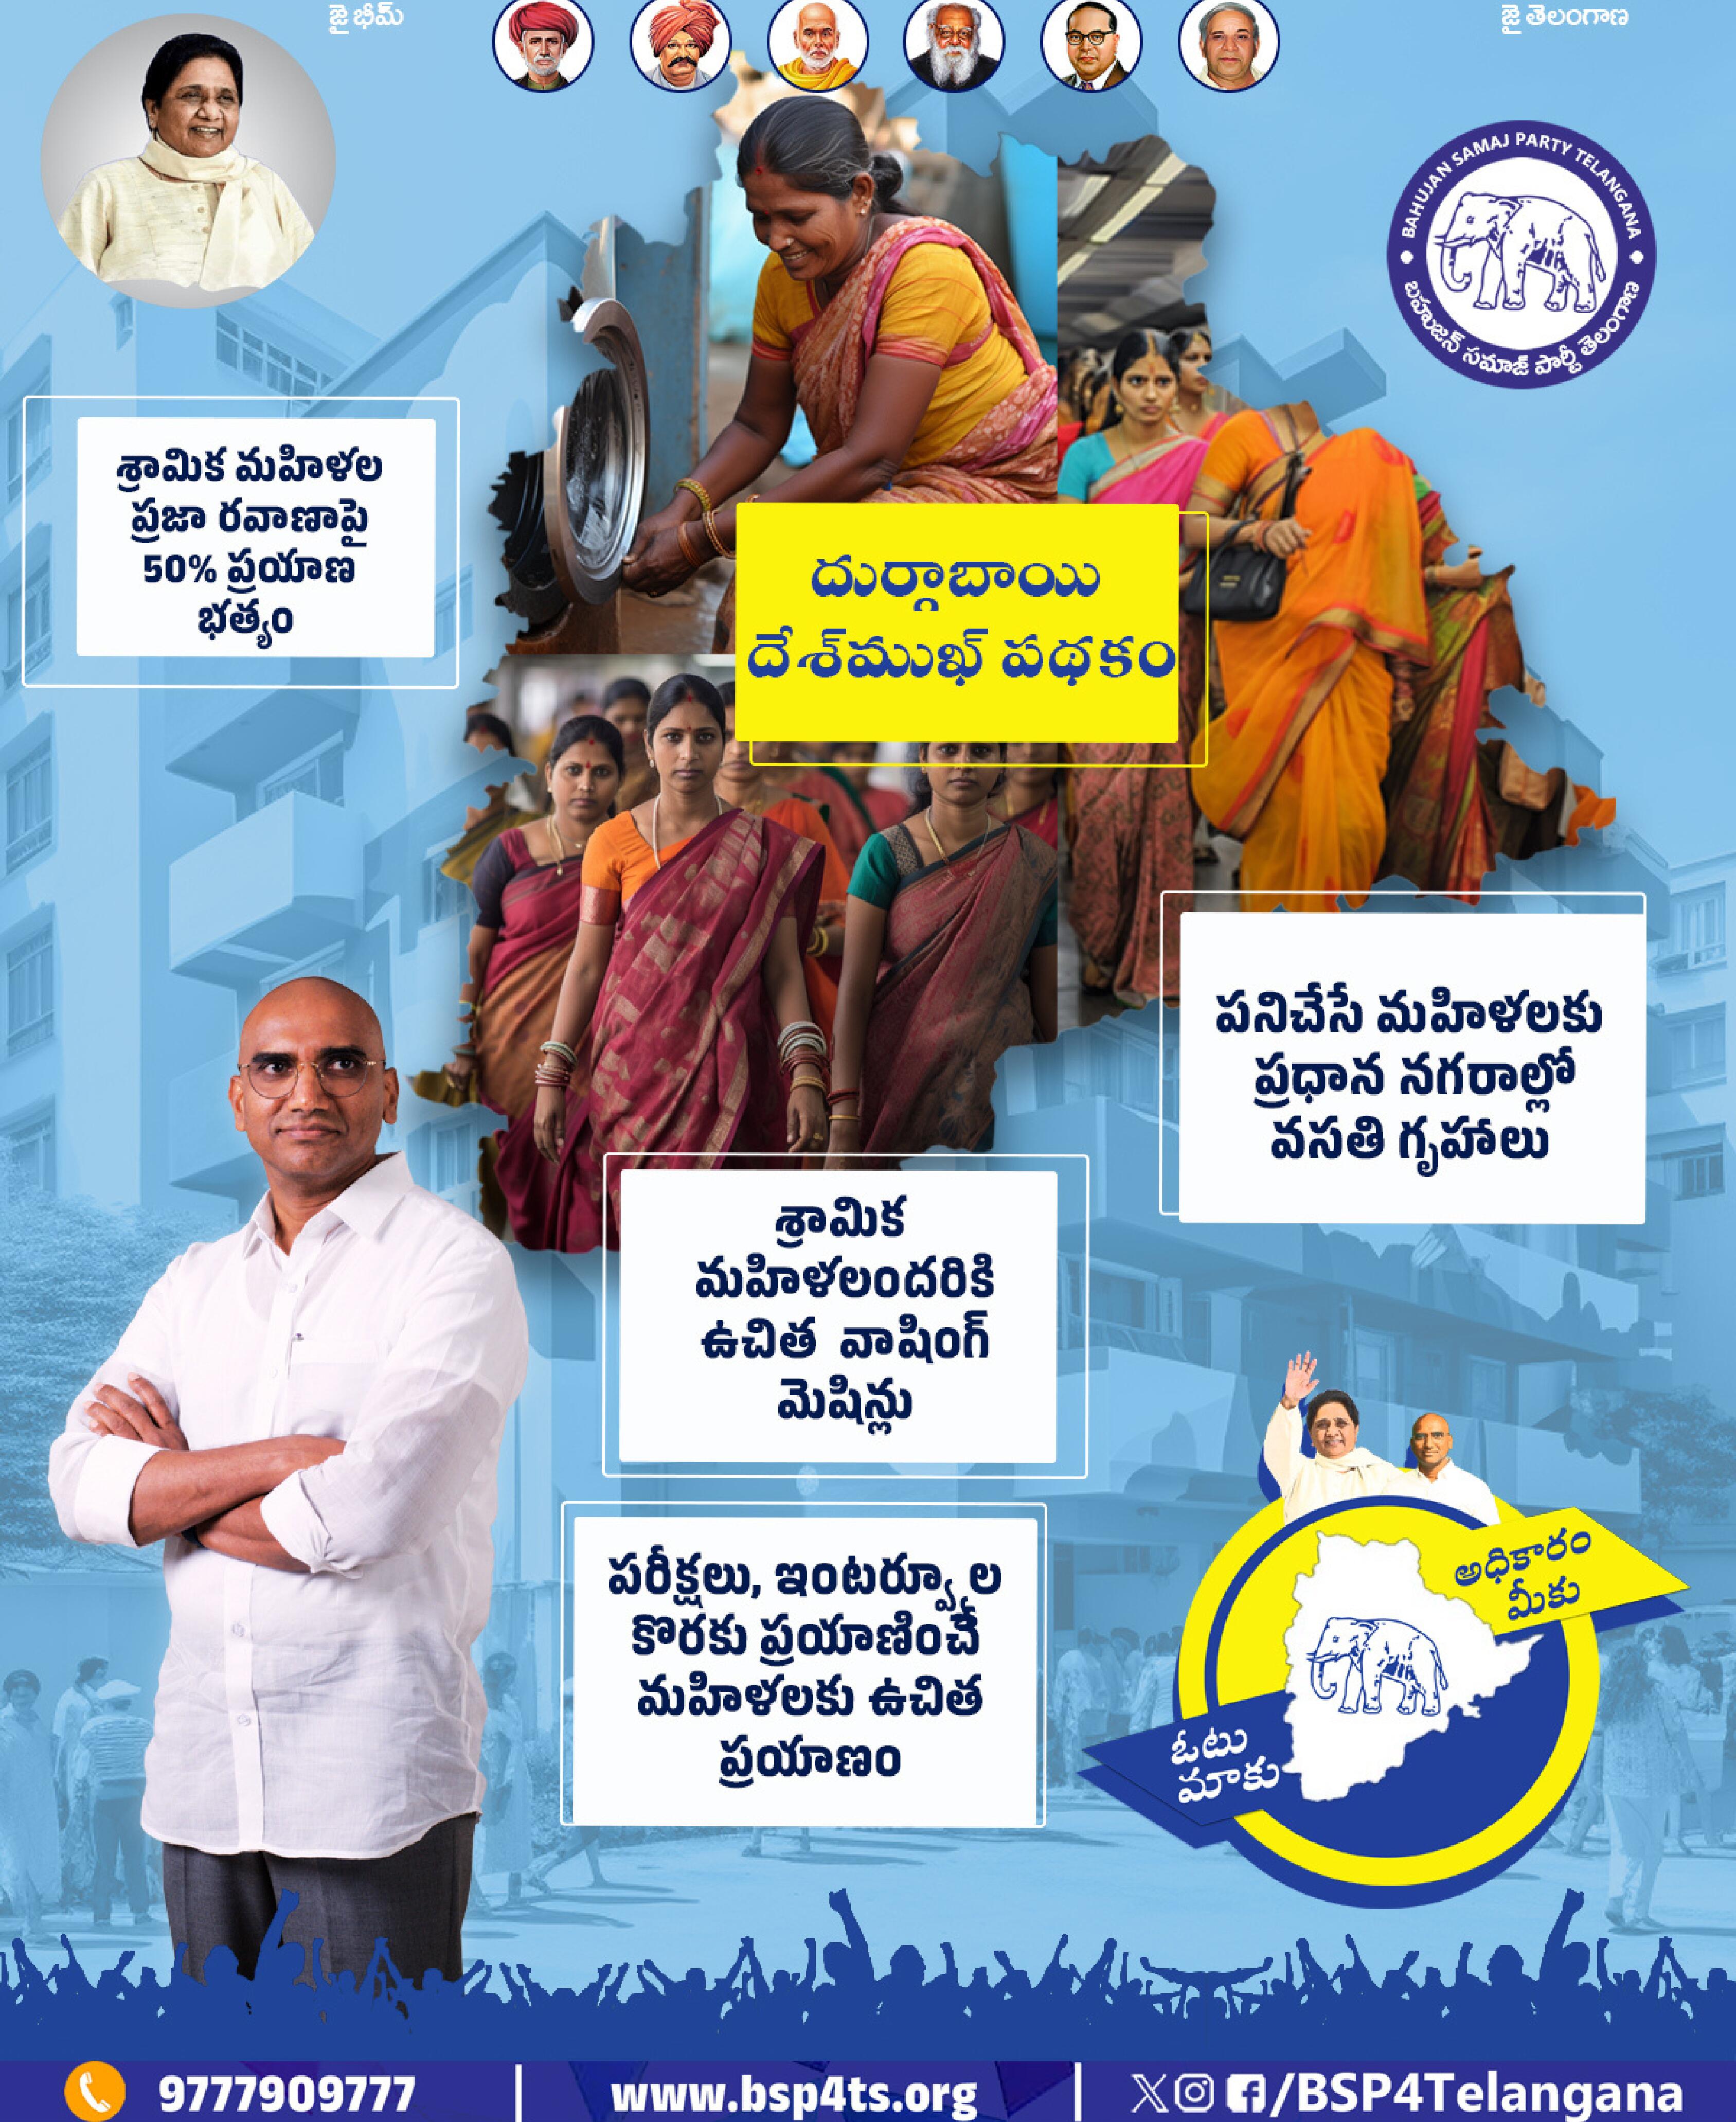 జై భీమ్
జై తెలంగాణ
BAHUJAN SAMAJ PARTY TELANGANA
బహుజన్ సమాజ్ పార్టీ తెలంగాణ
శ్రామిక మహిళల
ప్రజా రవాణాపై
50% ప్రయాణ
భత్యం
దుర్గాబాయి
దేశ్‌ముఖ్ పథకం
పనిచేసే మహిళలకు
ప్రధాన నగరాల్లో
వసతి గృహాలు
శ్రామిక
మహిళలందరికి
ఉచిత వాషింగ్
మెషిన్లు
పరీక్షలు, ఇంటర్వ్యూల
కొరకు ప్రయాణించే
మహిళలకు ఉచిత
ప్రయాణం
అధికారం
మీకు
ఓటు
మాకు
9777909777 | www.bsp4ts.org | /BSP4Telangana